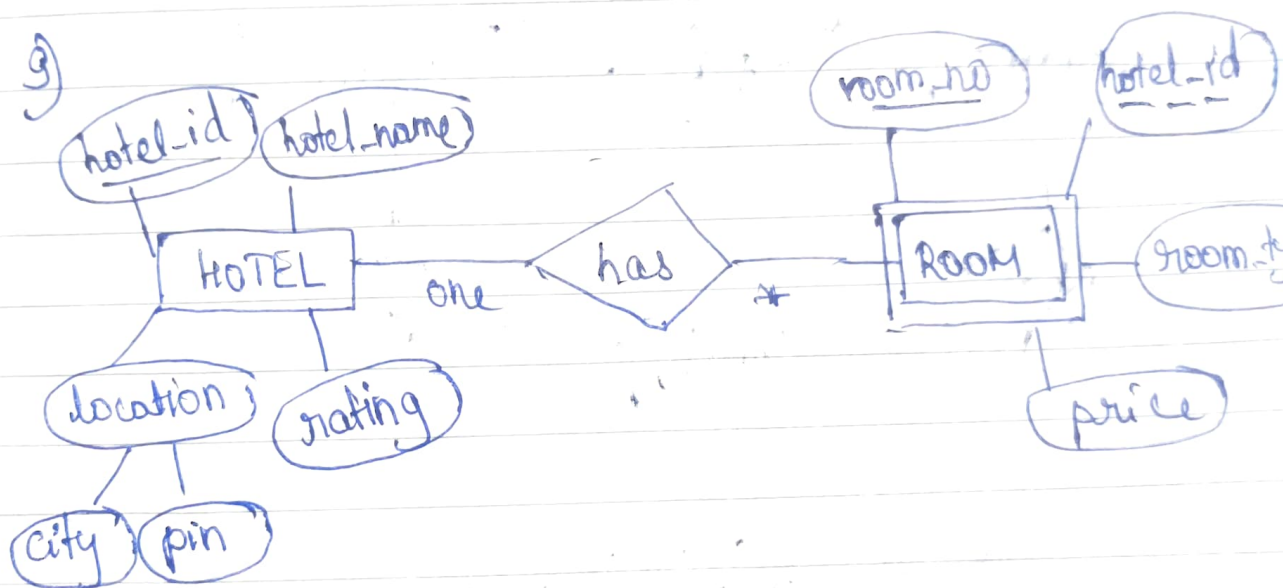 9)
hotel_id
hotel_name
room_no
hotel_id
HOTEL
one
has
*
ROOM
location
rating
price
city
pin